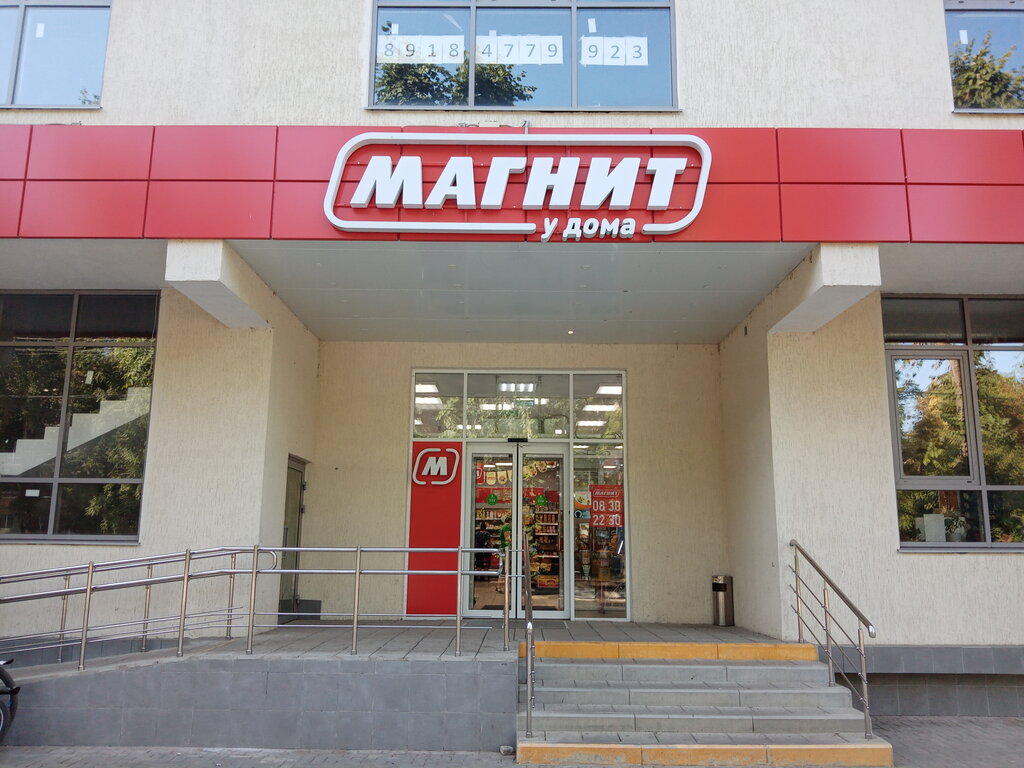 8918 4779 923
МАГНИТ
у дома
М
МАГНИТ
08 30
22 30